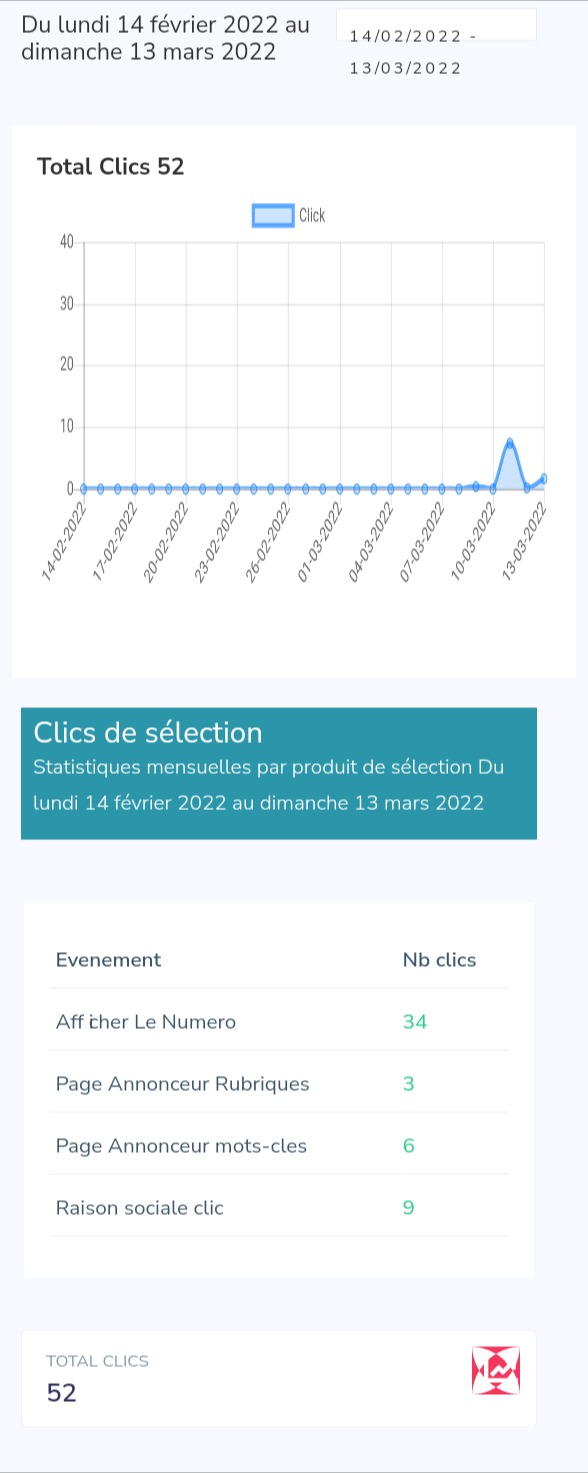 Du lundi 14 février 2022 au
dimanche 13 mars 2022
14/02/2022 -
13/03/2022
Total Clics 52
Click
40
30
20
10
0
14-02-2022
17-02-2022
20-02-2022
23-02-2022
26-02-2022
01-03-2022
04-03-2022
07-03-2022
10-03-2022
13-03-2022
Clics de sélection
Statistiques mensuelles par produit de sélection Du
lundi 14 février 2022 au dimanche 13 mars 2022
Evenement Nb clics
Afficher Le Numero 34
Page Annonceur Rubriques 3
Page Annonceur mots-cles 6
Raison sociale clic 9
TOTAL CLICS
52